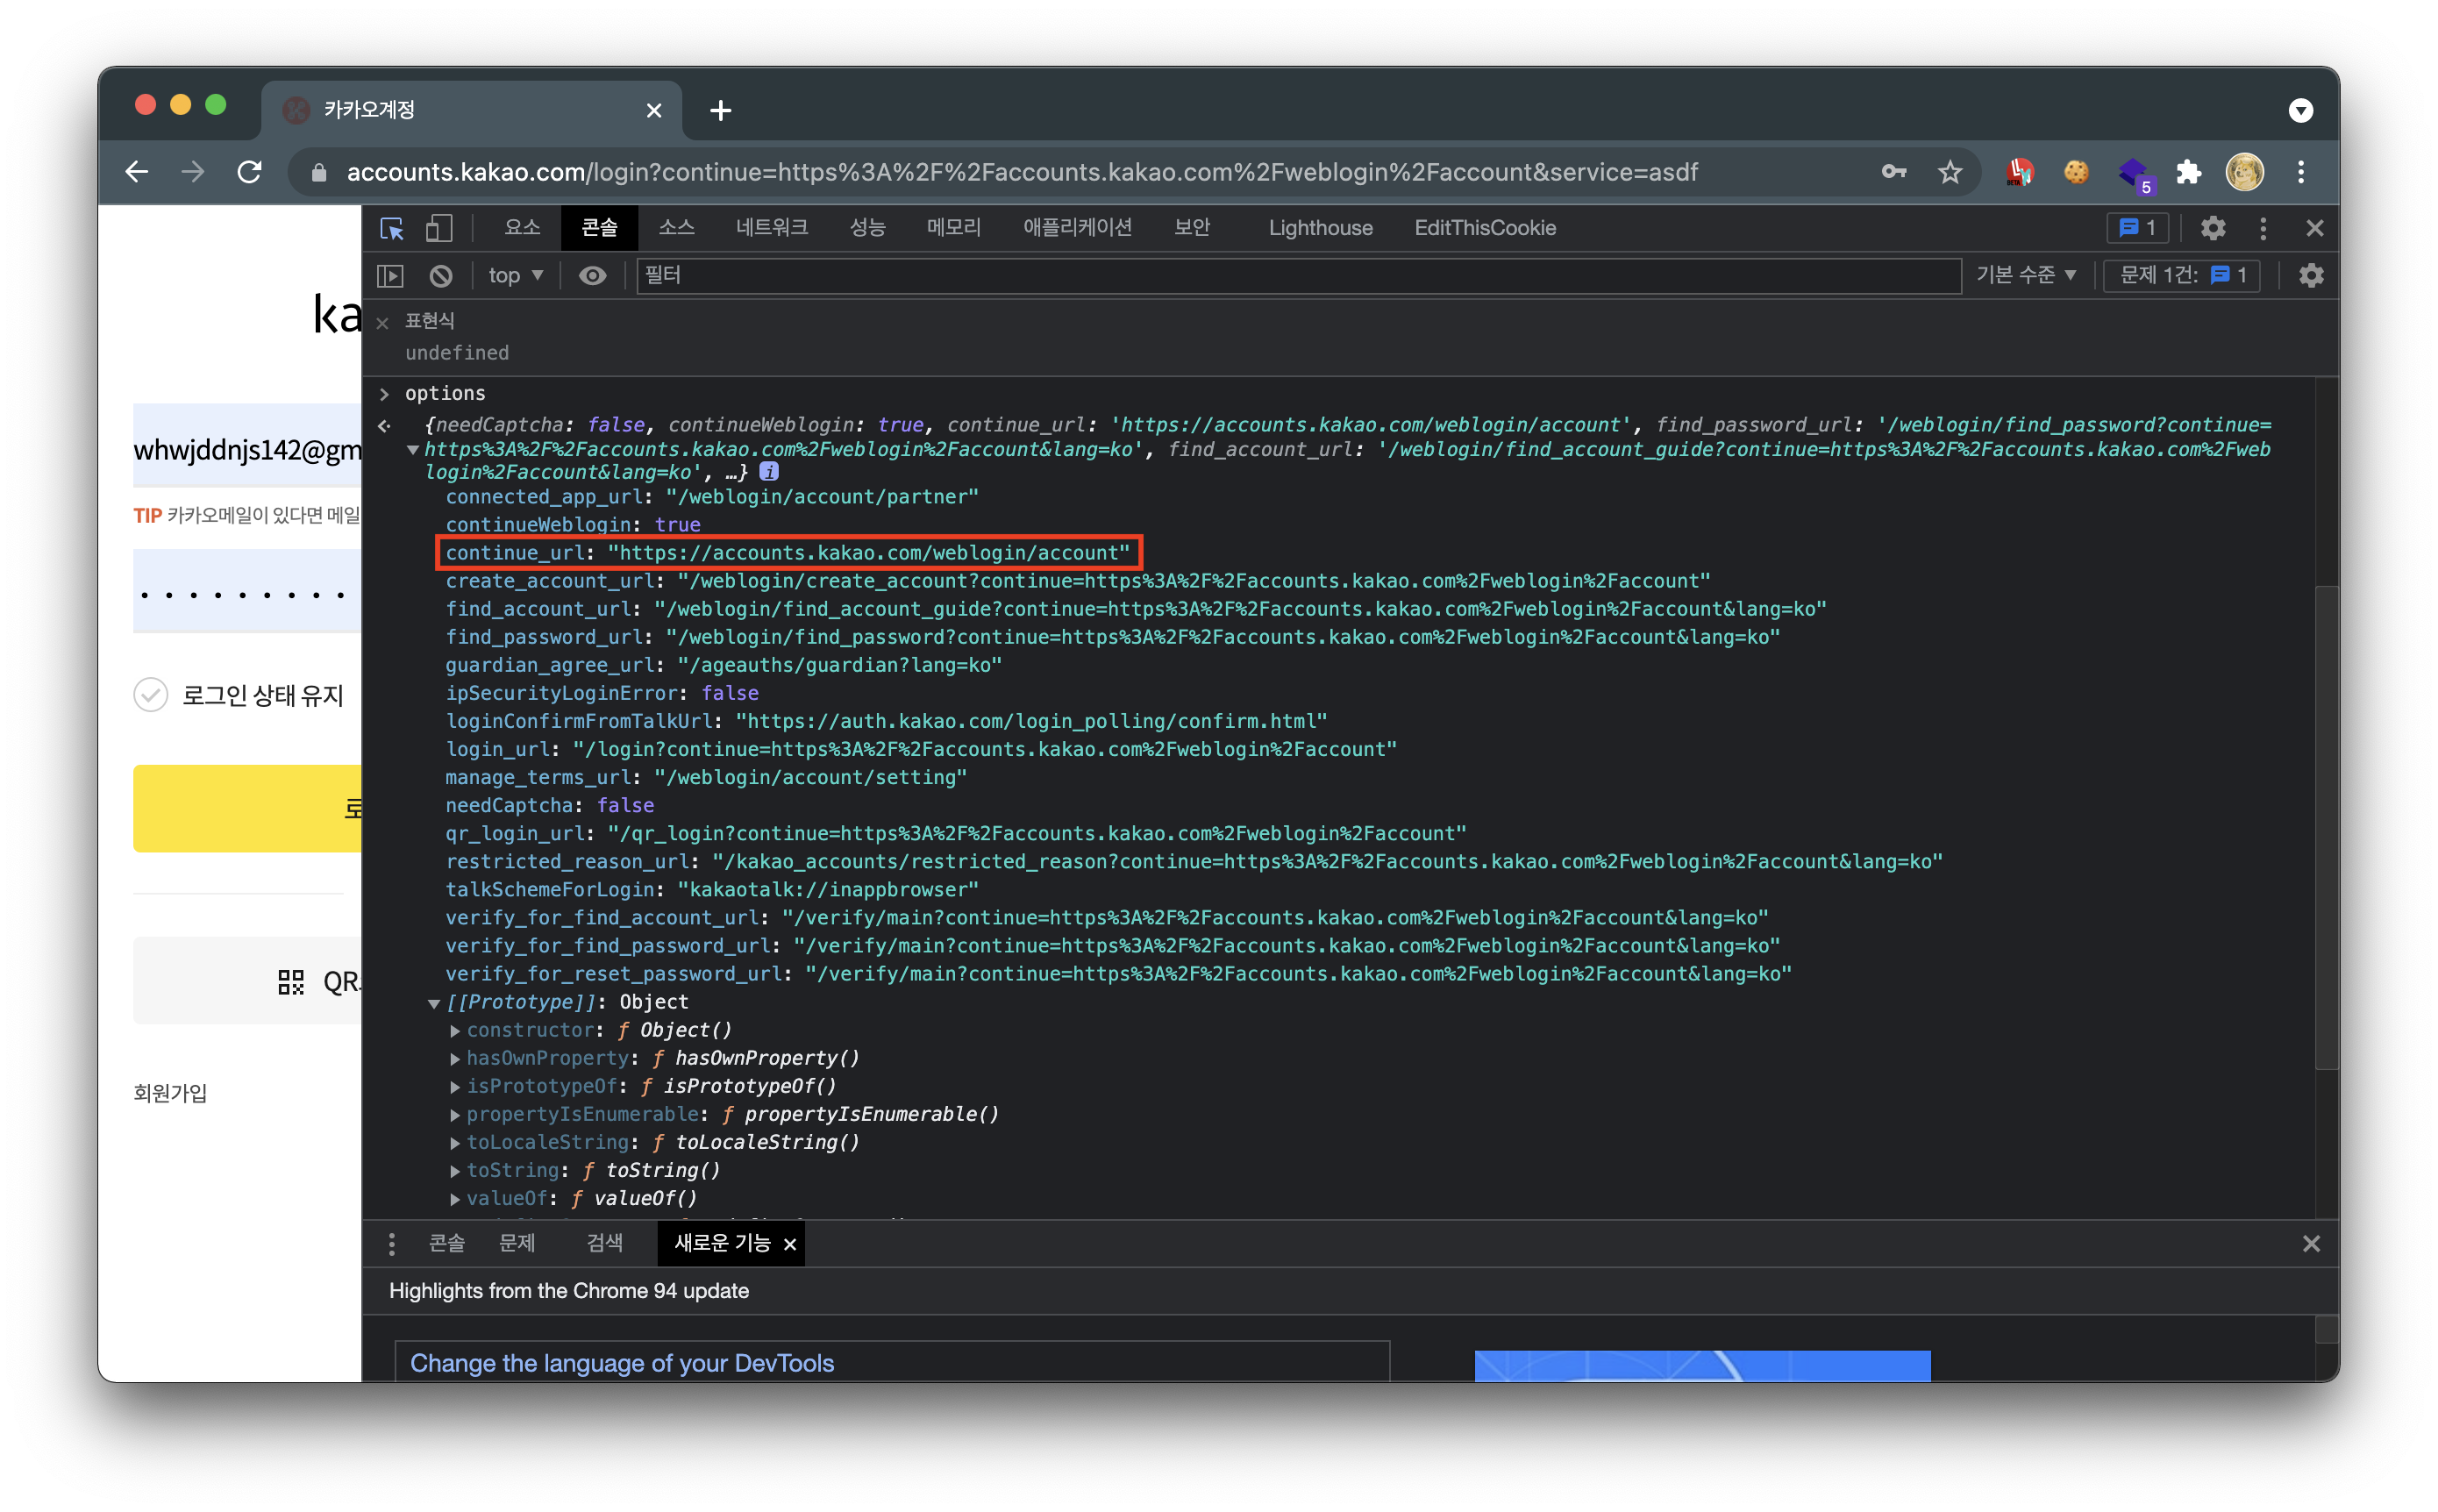 카카오계정
accounts.kakao.com/login?continue=https%3A%2F%2Faccounts.kakao.com%2Fweblogin%2Faccount&service=asdf
5
요소 콘솔 소스 네트워크 성능 메모리 애플리케이션 보안 Lighthouse EditThisCookie 1
top 필터 기본 수준 문제 1건: 1
표현식
undefined
ka
whwjddnjs142@gm
TIP 카카오메일이 있다면 메일
로그인 상태 유지
로
QR
회원가입
options
{needCaptcha: false, continueWeblogin: true, continue_url: 'https://accounts.kakao.com/weblogin/account', find_password_url: '/weblogin/find_password?continue=
https%3A%2F%2Faccounts.kakao.com%2Fweblogin%2Faccount&lang=ko', find_account_url: '/weblogin/find_account_guide?continue=https%3A%2F%2Faccounts.kakao.com%2Fweb
login%2Faccount&lang=ko', …} i
connected_app_url: "/weblogin/account/partner"
continueWeblogin: true
continue_url: "https://accounts.kakao.com/weblogin/account"
create_account_url: "/weblogin/create_account?continue=https%3A%2F%2Faccounts.kakao.com%2Fweblogin%2Faccount"
find_account_url: "/weblogin/find_account_guide?continue=https%3A%2F%2Faccounts.kakao.com%2Fweblogin%2Faccount&lang=ko"
find_password_url: "/weblogin/find_password?continue=https%3A%2F%2Faccounts.kakao.com%2Fweblogin%2Faccount&lang=ko"
guardian_agree_url: "/ageauths/guardian?lang=ko"
ipSecurityLoginError: false
loginConfirmFromTalkUrl: "https://auth.kakao.com/login_polling/confirm.html"
login_url: "/login?continue=https%3A%2F%2Faccounts.kakao.com%2Fweblogin%2Faccount"
manage_terms_url: "/weblogin/account/setting"
needCaptcha: false
qr_login_url: "/qr_login?continue=https%3A%2F%2Faccounts.kakao.com%2Fweblogin%2Faccount"
restricted_reason_url: "/kakao_accounts/restricted_reason?continue=https%3A%2F%2Faccounts.kakao.com%2Fweblogin%2Faccount&lang=ko"
talkSchemeForLogin: "kakaotalk://inappbrowser"
verify_for_find_account_url: "/verify/main?continue=https%3A%2F%2Faccounts.kakao.com%2Fweblogin%2Faccount&lang=ko"
verify_for_find_password_url: "/verify/main?continue=https%3A%2F%2Faccounts.kakao.com%2Fweblogin%2Faccount&lang=ko"
verify_for_reset_password_url: "/verify/main?continue=https%3A%2F%2Faccounts.kakao.com%2Fweblogin%2Faccount&lang=ko"
[[Prototype]]: Object
constructor: ƒ Object()
hasOwnProperty: ƒ hasOwnProperty()
isPrototypeOf: ƒ isPrototypeOf()
propertyIsEnumerable: ƒ propertyIsEnumerable()
toLocaleString: ƒ toLocaleString()
toString: ƒ toString()
valueOf: ƒ valueOf()
콘솔 문제 검색 새로운 기능
Highlights from the Chrome 94 update
Change the language of your DevTools